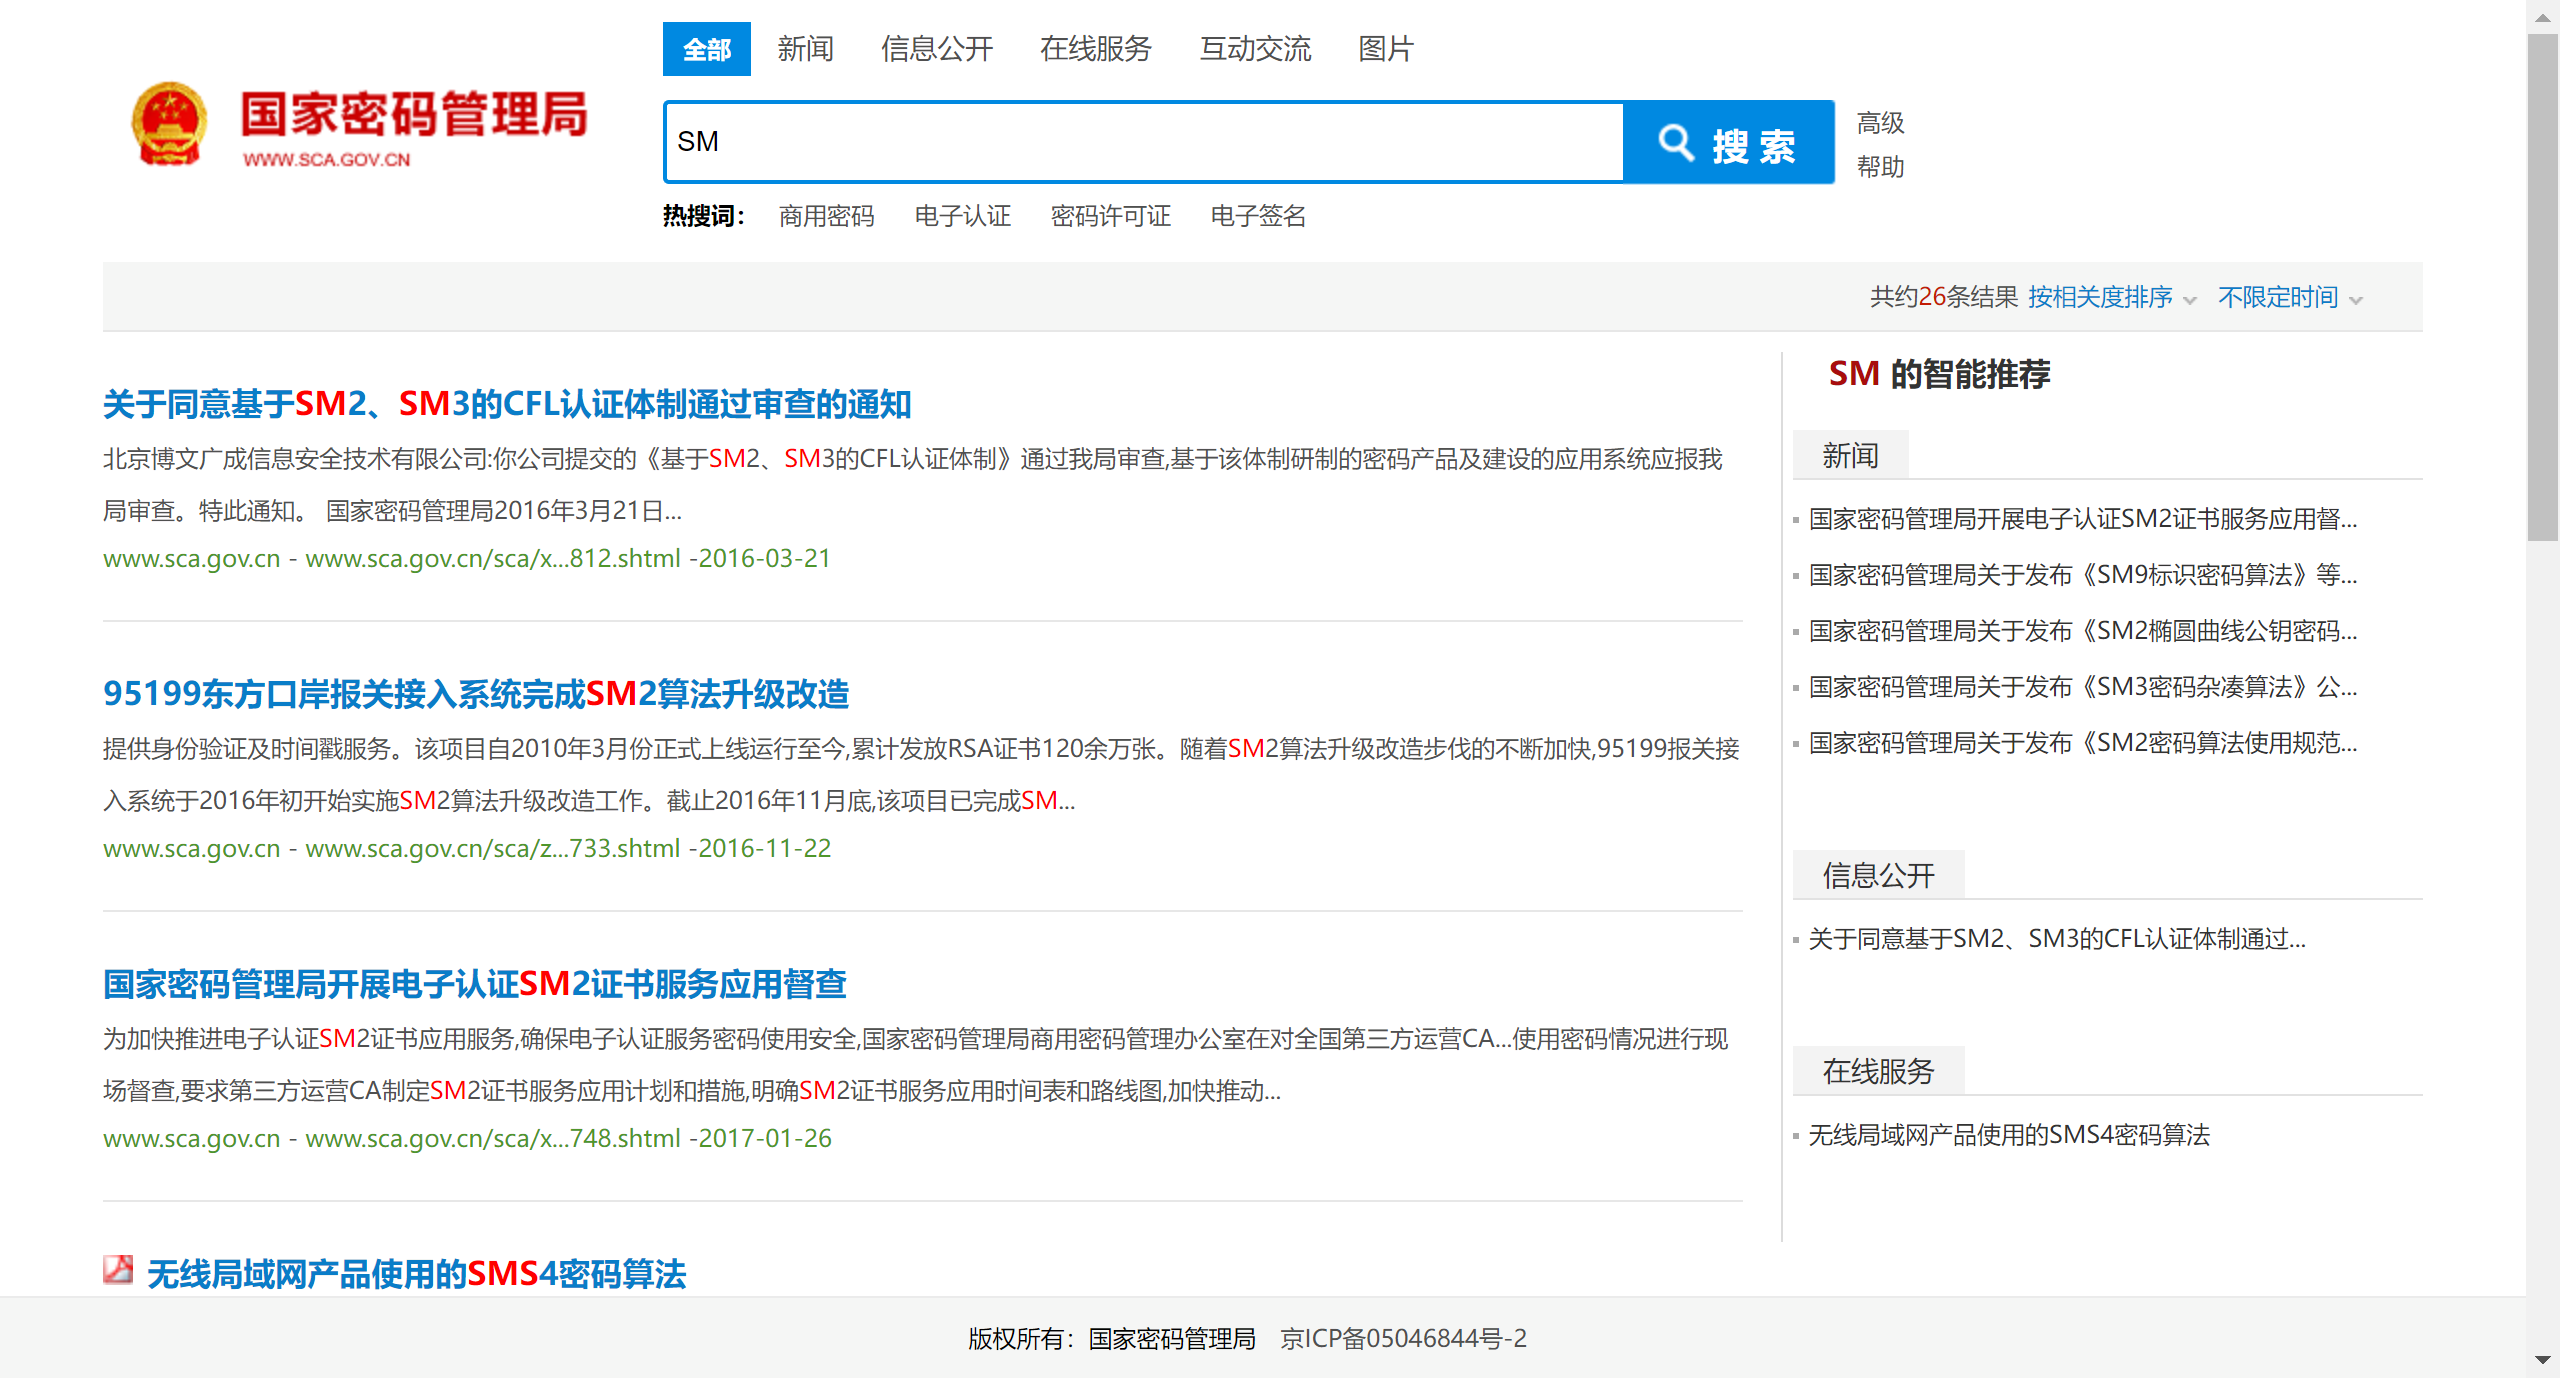 全部 新闻 信息公开 在线服务 互动交流 图片
国家密码管理局
WWW.SCA.GOV.CN
SM
搜 索
高级
帮助
热搜词： 商用密码 电子认证 密码许可证 电子签名
共约26条结果 按相关度排序 不限定时间
关于同意基于SM2、SM3的CFL认证体制通过审查的通知
北京博文广成信息安全技术有限公司:你公司提交的《基于SM2、SM3的CFL认证体制》通过我局审查,基于该体制研制的密码产品及建设的应用系统应报我
局审查。特此通知。 国家密码管理局2016年3月21日...
www.sca.gov.cn - www.sca.gov.cn/sca/x...812.shtml -2016-03-21
95199东方口岸报关接入系统完成SM2算法升级改造
提供身份验证及时间戳服务。该项目自2010年3月份正式上线运行至今,累计发放RSA证书120余万张。随着SM2算法升级改造步伐的不断加快,95199报关接
入系统于2016年初开始实施SM2算法升级改造工作。截止2016年11月底,该项目已完成SM...
www.sca.gov.cn - www.sca.gov.cn/sca/z...733.shtml -2016-11-22
国家密码管理局开展电子认证SM2证书服务应用督查
为加快推进电子认证SM2证书应用服务,确保电子认证服务密码使用安全,国家密码管理局商用密码管理办公室在对全国第三方运营CA...使用密码情况进行现
场督查,要求第三方运营CA制定SM2证书服务应用计划和措施,明确SM2证书服务应用时间表和路线图,加快推动...
www.sca.gov.cn - www.sca.gov.cn/sca/x...748.shtml -2017-01-26
无线局域网产品使用的SMS4密码算法
SM 的智能推荐
新闻
国家密码管理局开展电子认证SM2证书服务应用督...
国家密码管理局关于发布《SM9标识密码算法》等...
国家密码管理局关于发布《SM2椭圆曲线公钥密码...
国家密码管理局关于发布《SM3密码杂凑算法》公...
国家密码管理局关于发布《SM2密码算法使用规范...
信息公开
关于同意基于SM2、SM3的CFL认证体制通过...
在线服务
无线局域网产品使用的SMS4密码算法
版权所有：国家密码管理局 京ICP备05046844号-2